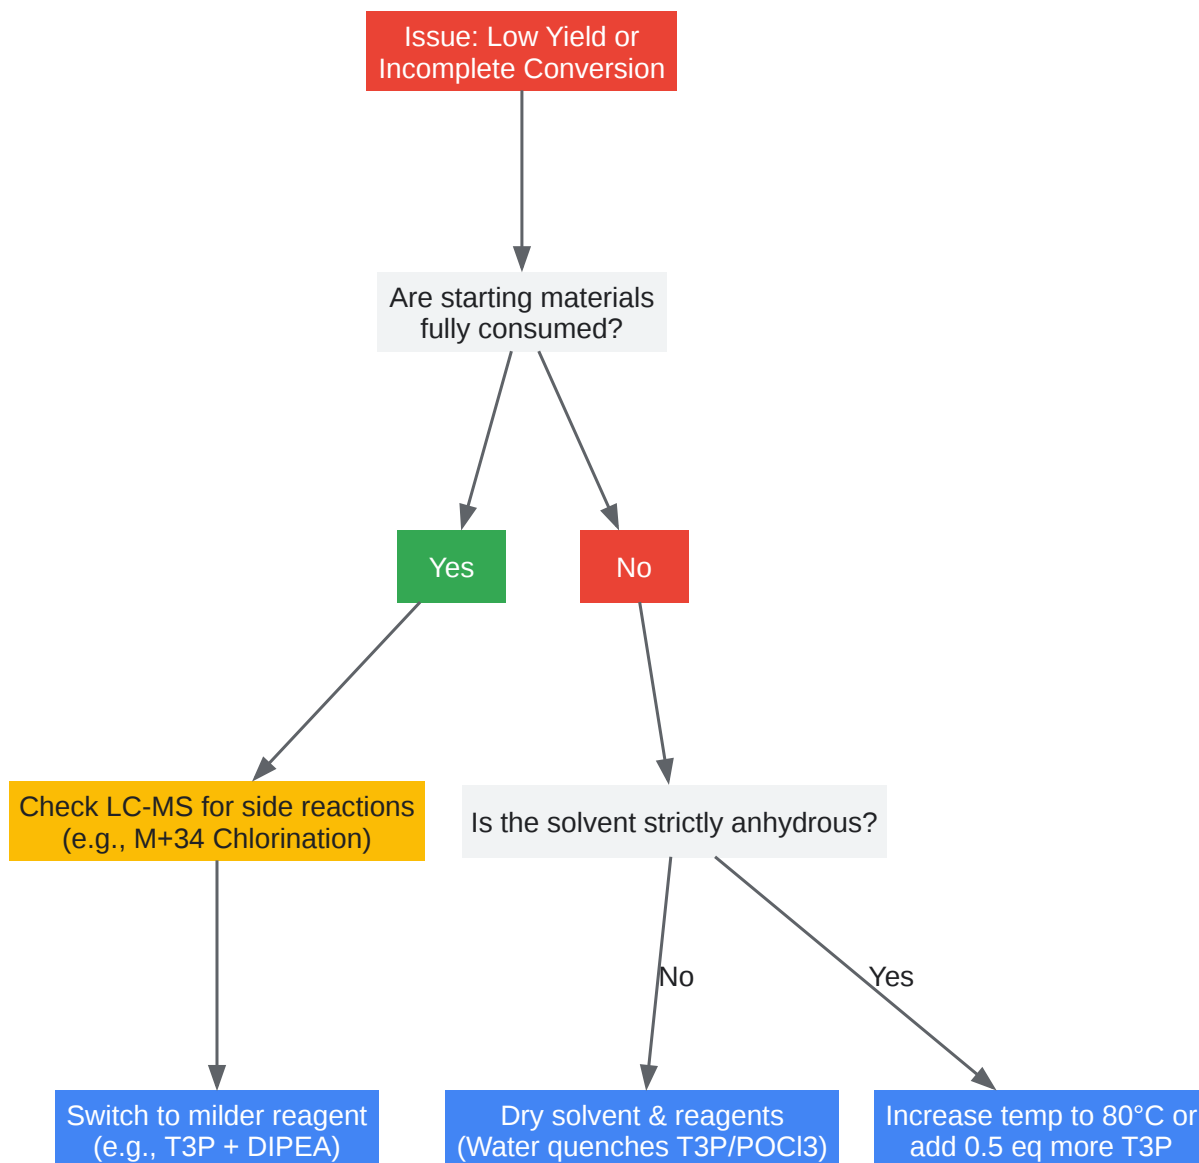 Issue: Low Yield or
Incomplete Conversion
Are starting materials
fully consumed?
Yes
No
Check LC-MS for side reactions
(e.g., M+34 Chlorination)
Is the solvent strictly anhydrous?
No
Yes
Switch to milder reagent
(e.g., T3P + DIPEA)
Dry solvent & reagents
(Water quenches T3P/POCl3)
Increase temp to 80°C or
add 0.5 eq more T3P